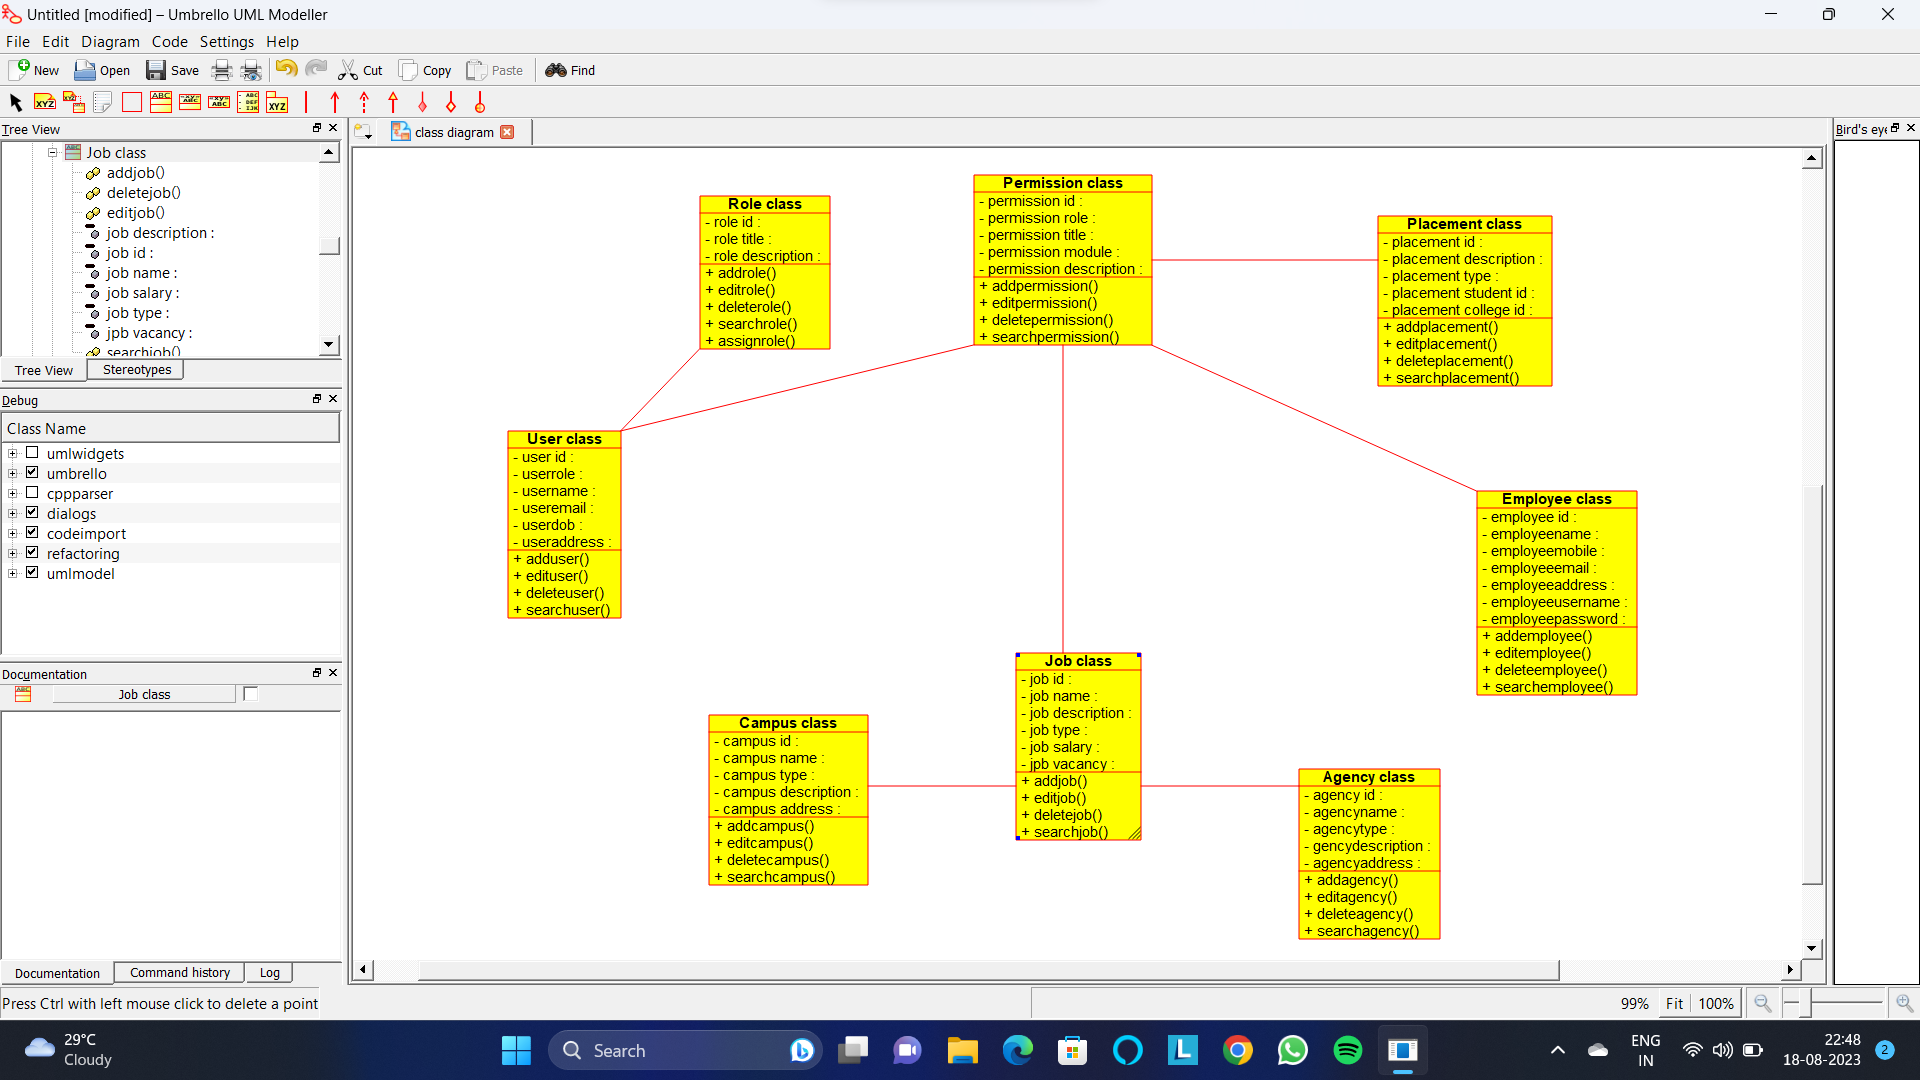 Untitled [modified] – Umbrello UML Modeller
File Edit Diagram Code Settings Help
New Open Save Cut Copy Paste Find
Tree View
Job class
addjob()
deletejob()
editjob()
job description :
job id :
job name :
job salary :
job type :
jpb vacancy :
searchjob()
Tree View Stereotypes
Debug
Class Name
umlwidgets
umbrello
cppparser
dialogs
codeimport
refactoring
umlmodel
Documentation
Job class
Documentation Command history Log
Press Ctrl with left mouse click to delete a point
class diagram
Role class
- role id :
- role title :
- role description :
+ addrole()
+ editrole()
+ deleterole()
+ searchrole()
+ assignrole()
Permission class
- permission id :
- permission role :
- permission title :
- permission module :
- permission description :
+ addpermission()
+ editpermission()
+ deletepermission()
+ searchpermission()
Placement class
- placement id :
- placement description :
- placement type :
- placement student id :
- placement college id :
+ addplacement()
+ editplacement()
+ deleteplacement()
+ searchplacement()
User class
- user id :
- userrole :
- username :
- useremail :
- userdob :
- useraddress :
+ adduser()
+ edituser()
+ deleteuser()
+ searchuser()
Employee class
- employee id :
- employeename :
- employeemobile :
- employeeemail :
- employeeaddress :
- employeeusername :
- employeepassword :
+ addemployee()
+ editemployee()
+ deleteemployee()
+ searchemployee()
Job class
- job id :
- job name :
- job description :
- job type :
- job salary :
- jpb vacancy :
+ addjob()
+ editjob()
+ deletejob()
+ searchjob()
Campus class
- campus id :
- campus name :
- campus type :
- campus description :
- campus address :
+ addcampus()
+ editcampus()
+ deletecampus()
+ searchcampus()
Agency class
- agency id :
- agencyname :
- agencytype :
- gencydescription :
- agencyaddress :
+ addagency()
+ editagency()
+ deleteagency()
+ searchagency()
Bird's eye
99% Fit 100%
29°C
Cloudy
Search
ENG
IN
22:48
18-08-2023
2